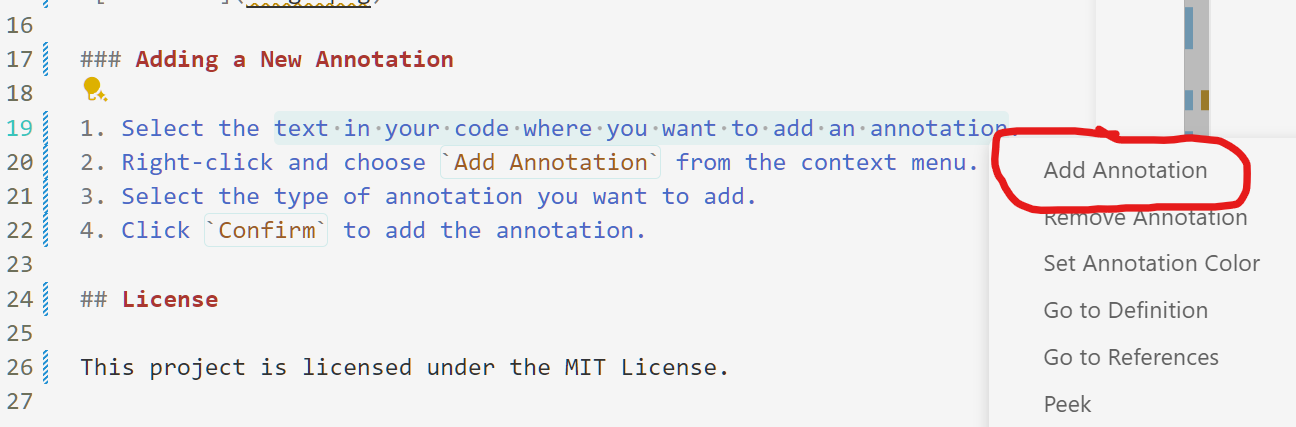 16
17 ### Adding a New Annotation
18
19 1. Select the text·in·your·code·where·you·want·to·add·an·annotation.
20 2. Right-click and choose `Add Annotation` from the context menu.
21 3. Select the type of annotation you want to add.
22 4. Click `Confirm` to add the annotation.
23
24 ## License
25
26 This project is licensed under the MIT License.
27
Add Annotation
Remove Annotation
Set Annotation Color
Go to Definition
Go to References
Peek